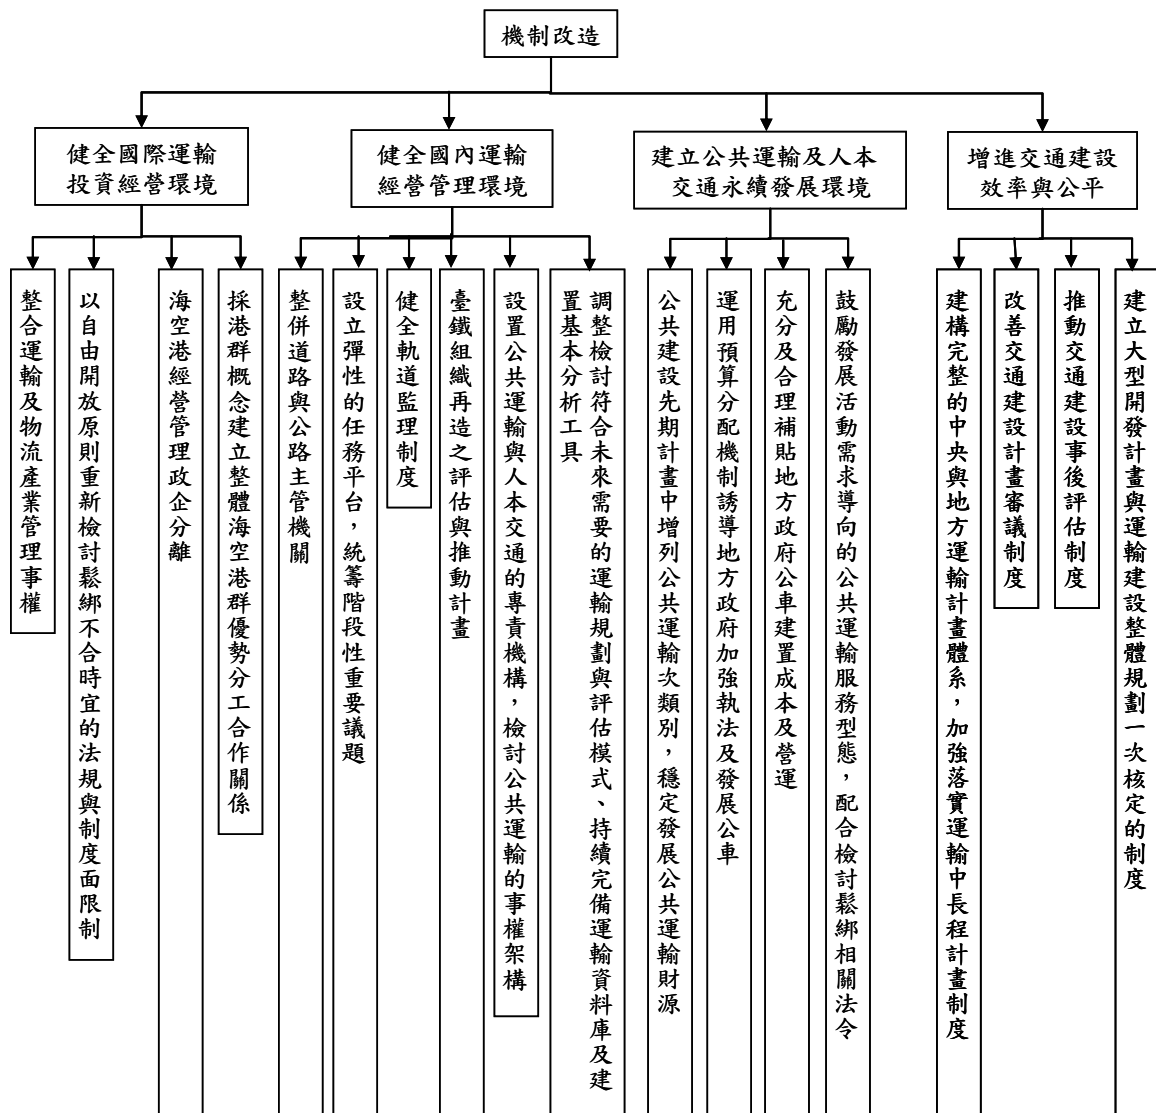 機制改造
健全國際運輸
投資經營環境
健全國內運輸
經營管理環境
建立公共運輸及人本
交通永續發展環境
增進交通建設
效率與公平
整合運輸及物流產業管理事權
以自由開放原則重新檢討鬆綁不合時宜的法規與制度面限制
海空港經營管理政企分離
採港群概念建立整體海空港群優勢分工合作關係
整併道路與公路主管機關
設立彈性的任務平台，統籌階段性重要議題
健全軌道監理制度
臺鐵組織再造之評估與推動計畫
設置公共運輸與人本交通的專責機構，檢討公共運輸的事權架構
調整檢討符合未來需要的運輸規劃與評估模式、持續完備運輸資料庫及建
置基本分析工具
公共建設先期計畫中增列公共運輸次類別，穩定發展公共運輸財源
運用預算分配機制誘導地方政府加強執法及發展公車
充分及合理補貼地方政府公車建置成本及營運
鼓勵發展活動需求導向的公共運輸服務型態，配合檢討鬆綁相關法令
建構完整的中央與地方運輸計畫體系，加強落實運輸中長程計畫制度
改善交通建設計畫審議制度
推動交通建設事後評估制度
建立大型開發計畫與運輸建設整體規劃一次核定的制度